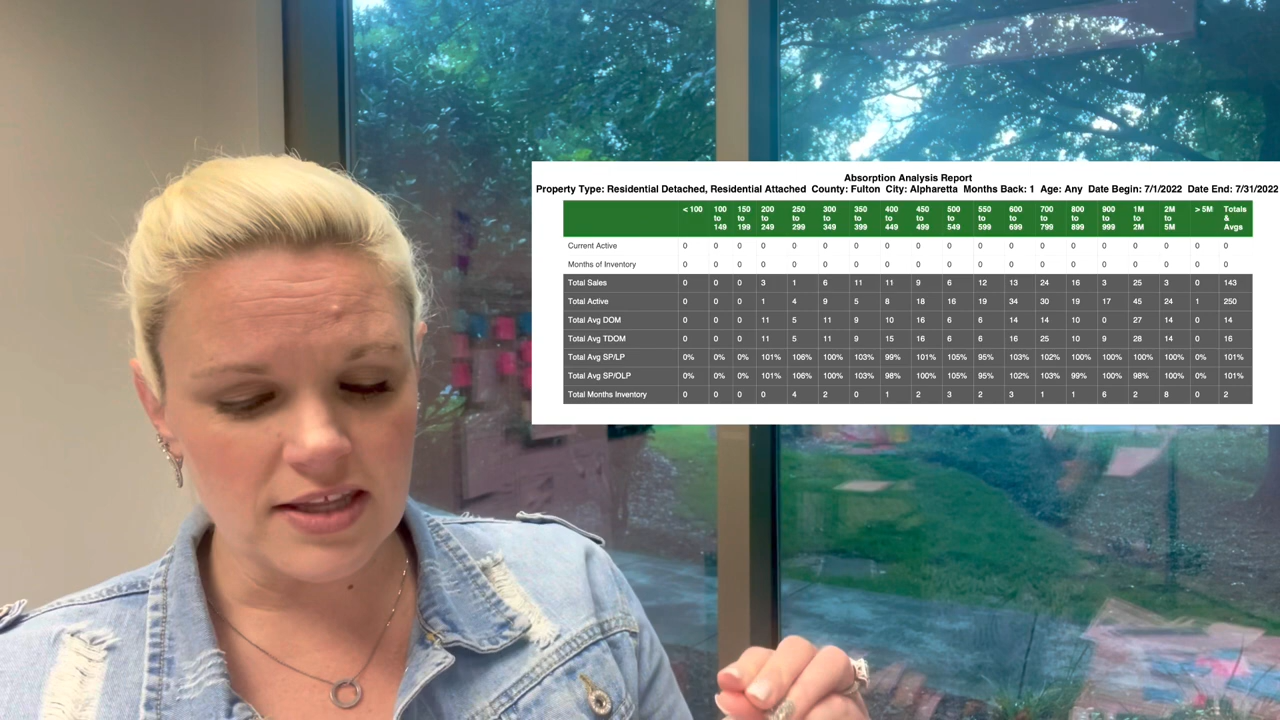 Absorption Analysis Report
Property Type: Residential Detached, Residential Attached County: Fulton City: Alpharetta Months Back: 1 Age: Any Date Begin: 7/1/2022 Date End: 7/31/2022
< 100 100 to 149 150 to 199 200 to 249 250 to 299 300 to 349 350 to 399 400 to 449 450 to 499 500 to 549 550 to 599 600 to 699 700 to 799 800 to 899 900 to 999 1M to 2M 2M to 5M > 5M Totals & Avgs
Current Active 0 0 0 0 0 0 0 0 0 0 0 0 0 0 0 0 0 0 0
Months of Inventory 0 0 0 0 0 0 0 0 0 0 0 0 0 0 0 0 0 0 0
Total Sales 0 0 0 3 1 6 11 11 9 6 12 13 24 16 3 25 3 0 143
Total Active 0 0 0 1 4 9 5 8 18 16 19 34 30 19 17 45 24 1 250
Total Avg DOM 0 0 0 11 5 11 9 10 16 6 6 14 14 10 0 27 14 0 14
Total Avg TDOM 0 0 0 11 5 11 9 15 16 6 6 16 25 10 9 28 14 0 16
Total Avg SP/LP 0% 0% 0% 101% 106% 100% 103% 99% 101% 105% 95% 103% 102% 100% 100% 100% 100% 0% 101%
Total Avg SP/OLP 0% 0% 0% 101% 106% 100% 103% 98% 100% 105% 95% 102% 103% 99% 100% 98% 100% 0% 101%
Total Months Inventory 0 0 0 0 4 2 0 1 2 3 2 3 1 1 6 2 8 0 2